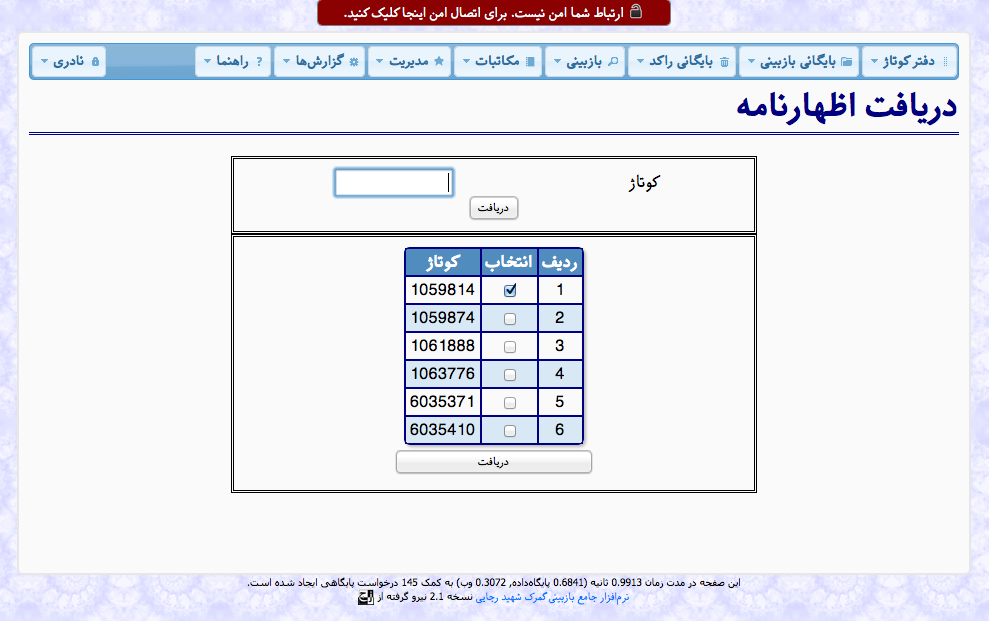 ارتباط شما امن نیست. برای اتصال امن اینجا کلیک کنید.
دفتر کوتاژ بایگانی بازبینی بایگانی راکد بازبینی مکاتبات مدیریت گزارش‌ها راهنما نادری
دریافت اظهارنامه
کوتاژ
دریافت
ردیف انتخاب کوتاژ
1 1059814
2 1059874
3 1061888
4 1063776
5 6035371
6 6035410
دریافت
این صفحه در مدت زمان 0.9913 ثانیه (0.6841 پایگاه‌داده, 0.3072 وب) به کمک 145 درخواست پایگاهی ایجاد شده است.
نرم‌افزار جامع بازبینی گمرک شهید رجایی نسخه 2.1 نیرو گرفته از